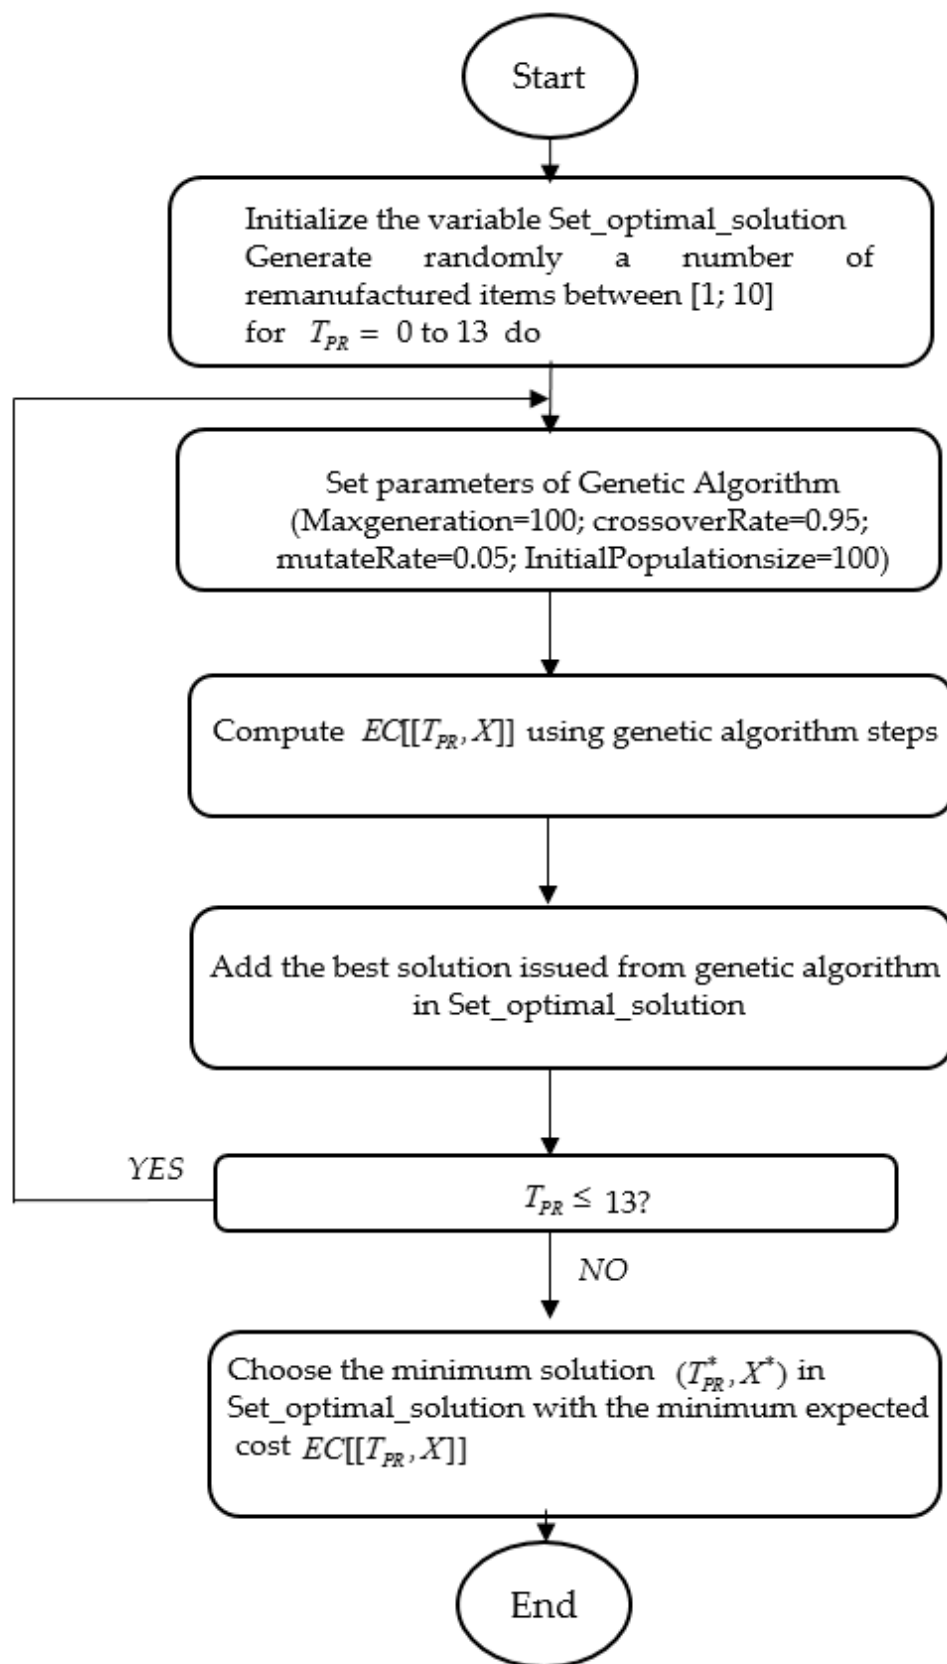 Start
Initialize the variable Set_optimal_solution
Generate randomly a number of
remanufactured items between [1; 10]
for T_PR = 0 to 13 do
Set parameters of Genetic Algorithm
(Maxgeneration=100; crossoverRate=0.95;
mutateRate=0.05; InitialPopulationsize=100)
Compute EC[[T_PR, X]] using genetic algorithm steps
Add the best solution issued from genetic algorithm
in Set_optimal_solution
YES
T_PR ≤ 13?
NO
Choose the minimum solution (T*_PR, X*) in
Set_optimal_solution with the minimum expected
cost EC[[T_PR, X]]
End